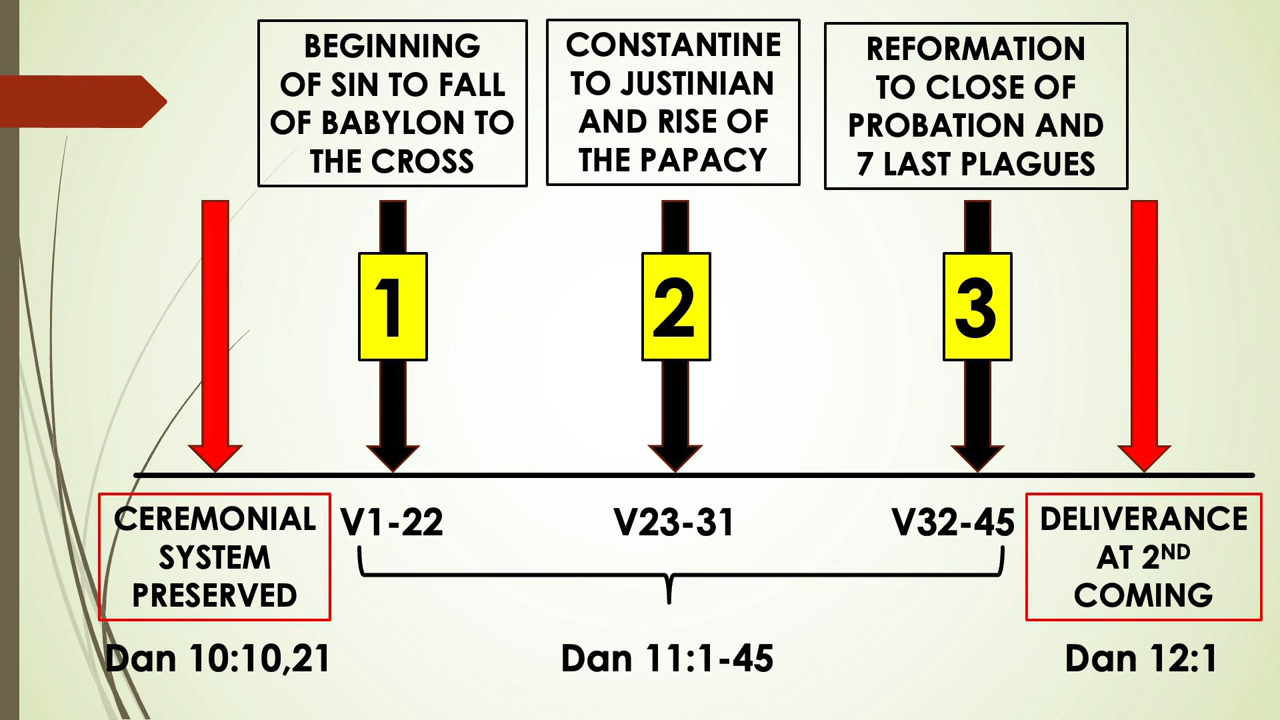 BEGINNING
OF SIN TO FALL
OF BABYLON TO
THE CROSS
CONSTANTINE
TO JUSTINIAN
AND RISE OF
THE PAPACY
REFORMATION
TO CLOSE OF
PROBATION AND
7 LAST PLAGUES
1
2
3
CEREMONIAL
SYSTEM
PRESERVED
V1-22
V23-31
V32-45
DELIVERANCE
AT 2ND
COMING
Dan 10:10,21
Dan 11:1-45
Dan 12:1